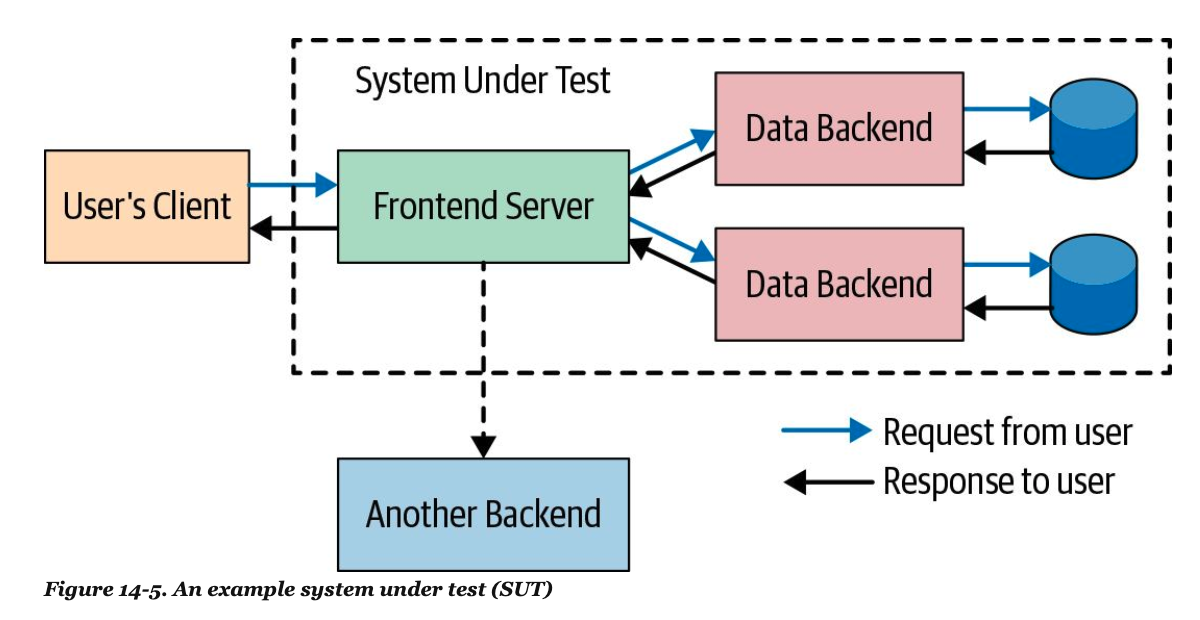 System Under Test
User's Client
Frontend Server
Data Backend
Data Backend
Another Backend
Request from user
Response to user
Figure 14-5. An example system under test (SUT)